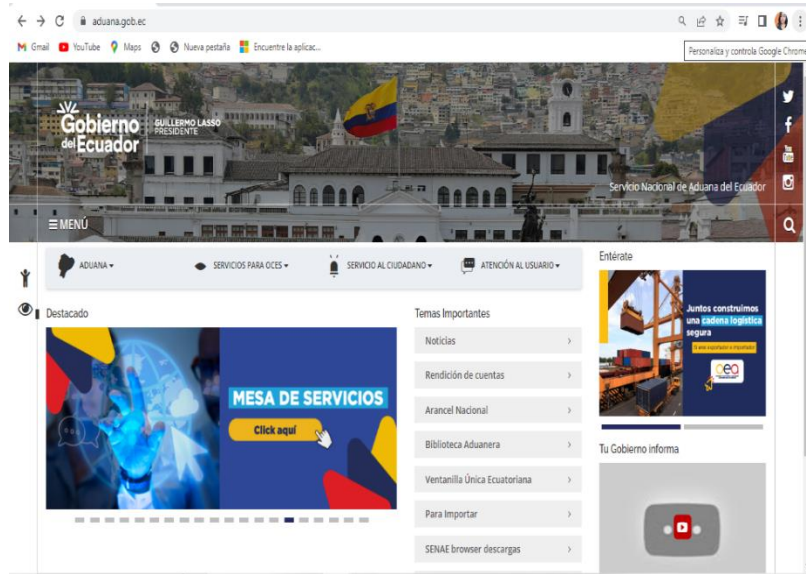 aduana.gob.ec
Gmail
YouTube
Maps
Nueva pestaña
Encuentre la aplicac...
Personaliza y controla Google Chrome
Gobierno
del Ecuador
GUILLERMO LASSO
PRESIDENTE
Servicio Nacional de Aduana del Ecuador
MENÚ
ADUANA
SERVICIOS PARA OCES
SERVICIO AL CIUDADANO
ATENCIÓN AL USUARIO
Destacado
MESA DE SERVICIOS
Click aquí
Temas Importantes
Noticias
Rendición de cuentas
Arancel Nacional
Biblioteca Aduanera
Ventanilla Única Ecuatoriana
Para Importar
SENAE browser descargas
Entérate
Juntos construimos
una cadena logística
segura
oea
Tu Gobierno informa